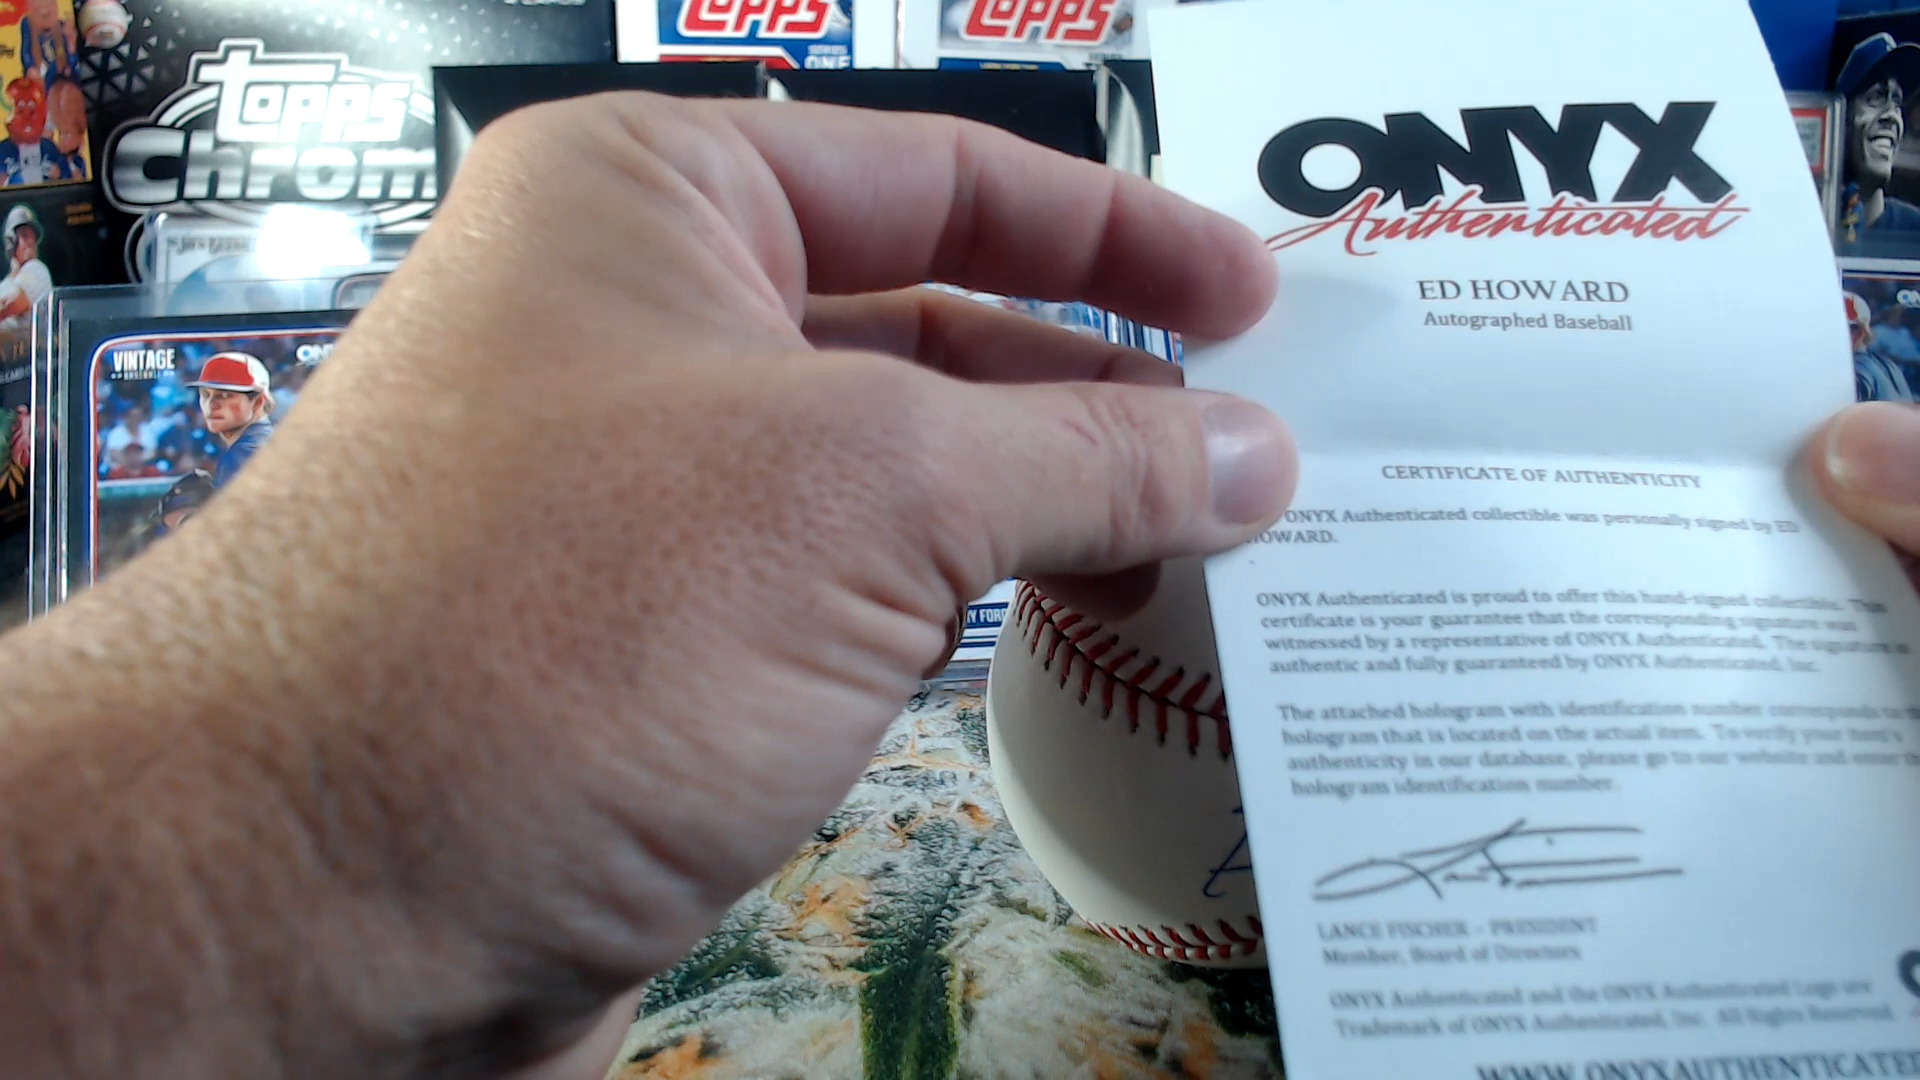 Topps
Chrom
Topps
SERIES
ONE
Topps
VINTAGE
BASEBALL
ON
Y FORD
ONYX
Authenticated
ED HOWARD
Autographed Baseball
CERTIFICATE OF AUTHENTICITY
ONYX Authenticated collectible was personally signed by ED
HOWARD.
ONYX Authenticated is proud to offer this hand-signed collectible. This
certificate is your guarantee that the corresponding signature was
witnessed by a representative of ONYX Authenticated. The signature is
authentic and fully guaranteed by ONYX Authenticated, Inc.
The attached hologram with identification number corresponds to
hologram that is located on the actual item. To verify your item's
authenticity in our database, please go to our website and enter
hologram identification number.
LANCE FISCHER - PRESIDENT
Member, Board of Directors
ONYX Authenticated and the ONYX Authenticated Logo are
Trademark of ONYX Authenticated, Inc. All Rights Reserved.
WWW.ONYXAUTHENTICATED